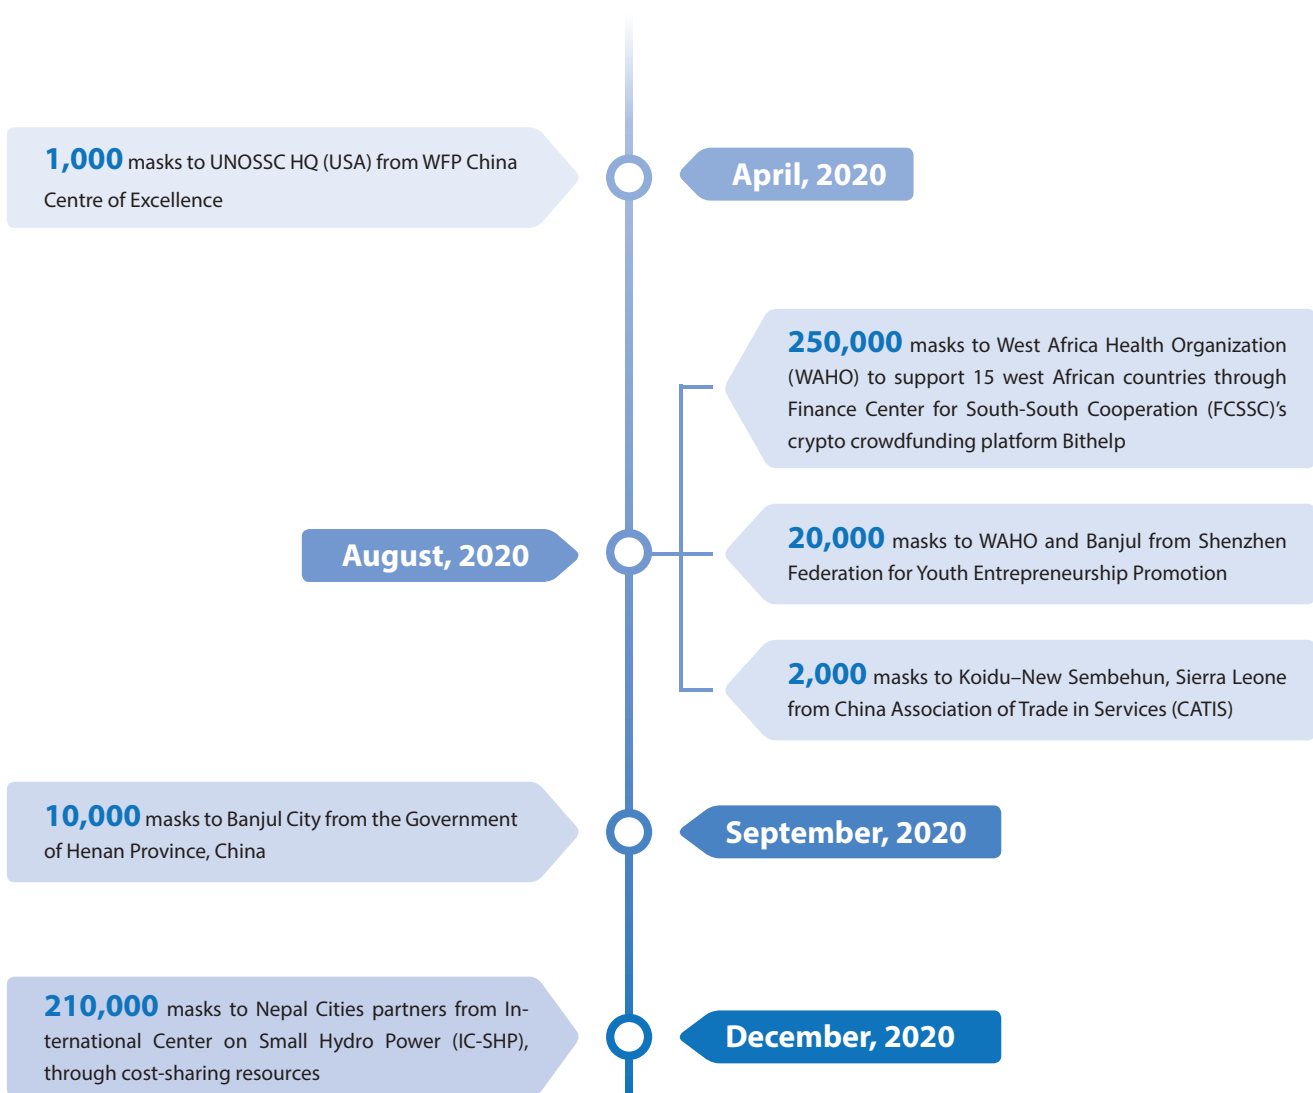 1,000 masks to UNOSSC HQ (USA) from WFP China
Centre of Excellence
April, 2020
250,000 masks to West Africa Health Organization
(WAHO) to support 15 west African countries through
Finance Center for South-South Cooperation (FCSSC)’s
crypto crowdfunding platform Bithelp
August, 2020
20,000 masks to WAHO and Banjul from Shenzhen
Federation for Youth Entrepreneurship Promotion
2,000 masks to Koidu–New Sembehun, Sierra Leone
from China Association of Trade in Services (CATIS)
10,000 masks to Banjul City from the Government
of Henan Province, China
September, 2020
210,000 masks to Nepal Cities partners from In-
ternational Center on Small Hydro Power (IC-SHP),
through cost-sharing resources
December, 2020